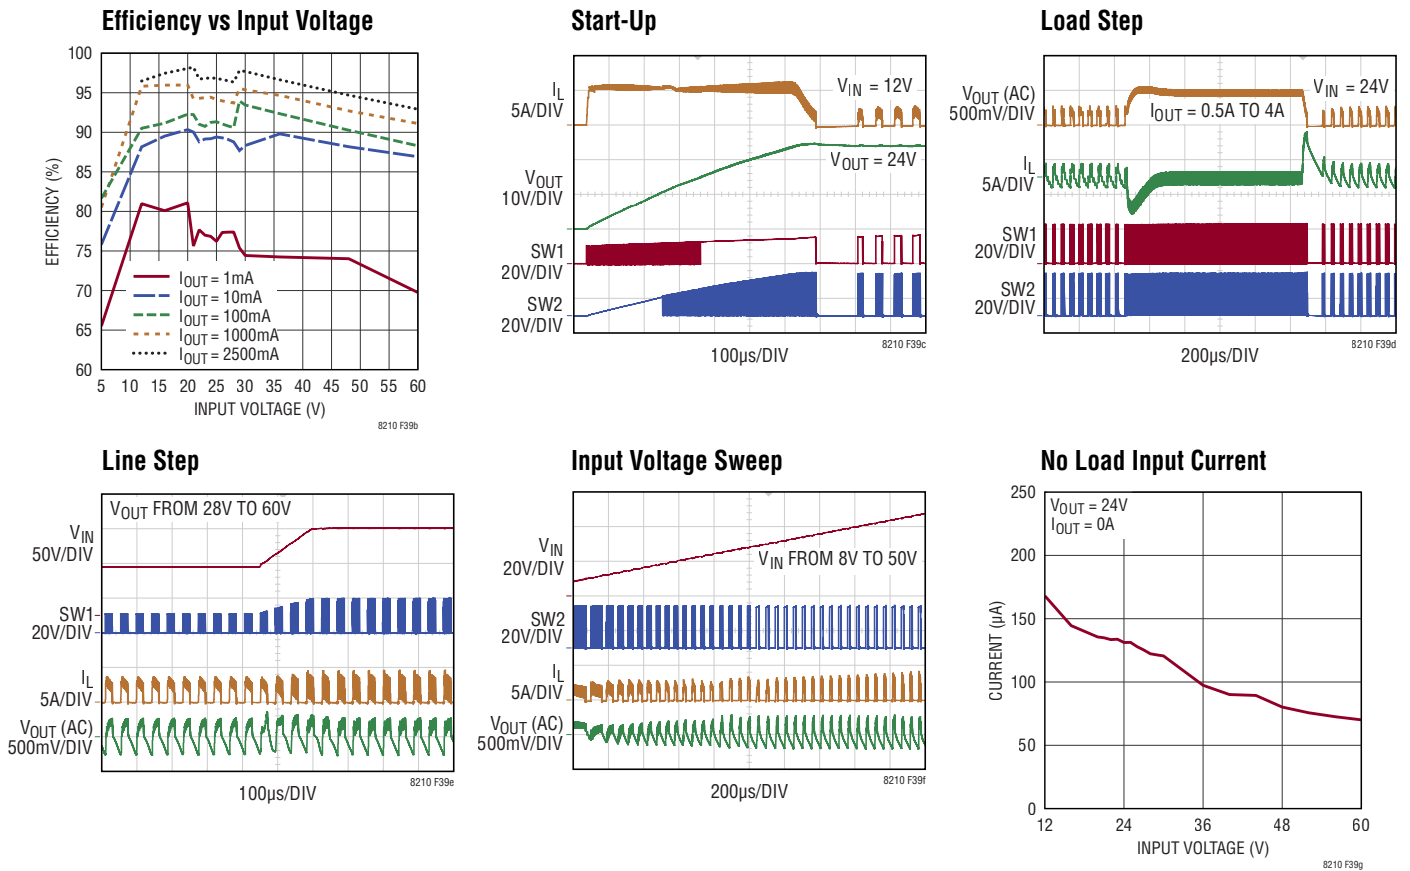 Efficiency vs Input Voltage
100
95
90
85
80
75
70
65
60
EFFICIENCY (%)
IOUT = 1mA
IOUT = 10mA
IOUT = 100mA
IOUT = 1000mA
IOUT = 2500mA
5 10 15 20 25 30 35 40 45 50 55 60
INPUT VOLTAGE (V)
8210 F39b
Start-Up
IL
5A/DIV
VOUT
10V/DIV
SW1
20V/DIV
SW2
20V/DIV
VIN = 12V
VOUT = 24V
100µs/DIV
8210 F39c
Load Step
VOUT (AC)
500mV/DIV
IL
5A/DIV
SW1
20V/DIV
SW2
20V/DIV
VIN = 24V
IOUT = 0.5A TO 4A
200µs/DIV
8210 F39d
Line Step
VOUT FROM 28V TO 60V
VIN
50V/DIV
SW1
20V/DIV
IL
5A/DIV
VOUT (AC)
500mV/DIV
100µs/DIV
8210 F39e
Input Voltage Sweep
VIN
20V/DIV
VIN FROM 8V TO 50V
SW2
20V/DIV
IL
5A/DIV
VOUT (AC)
500mV/DIV
200µs/DIV
8210 F39f
No Load Input Current
250
200
150
100
50
0
CURRENT (µA)
VOUT = 24V
IOUT = 0A
12 24 36 48 60
INPUT VOLTAGE (V)
8210 F39g